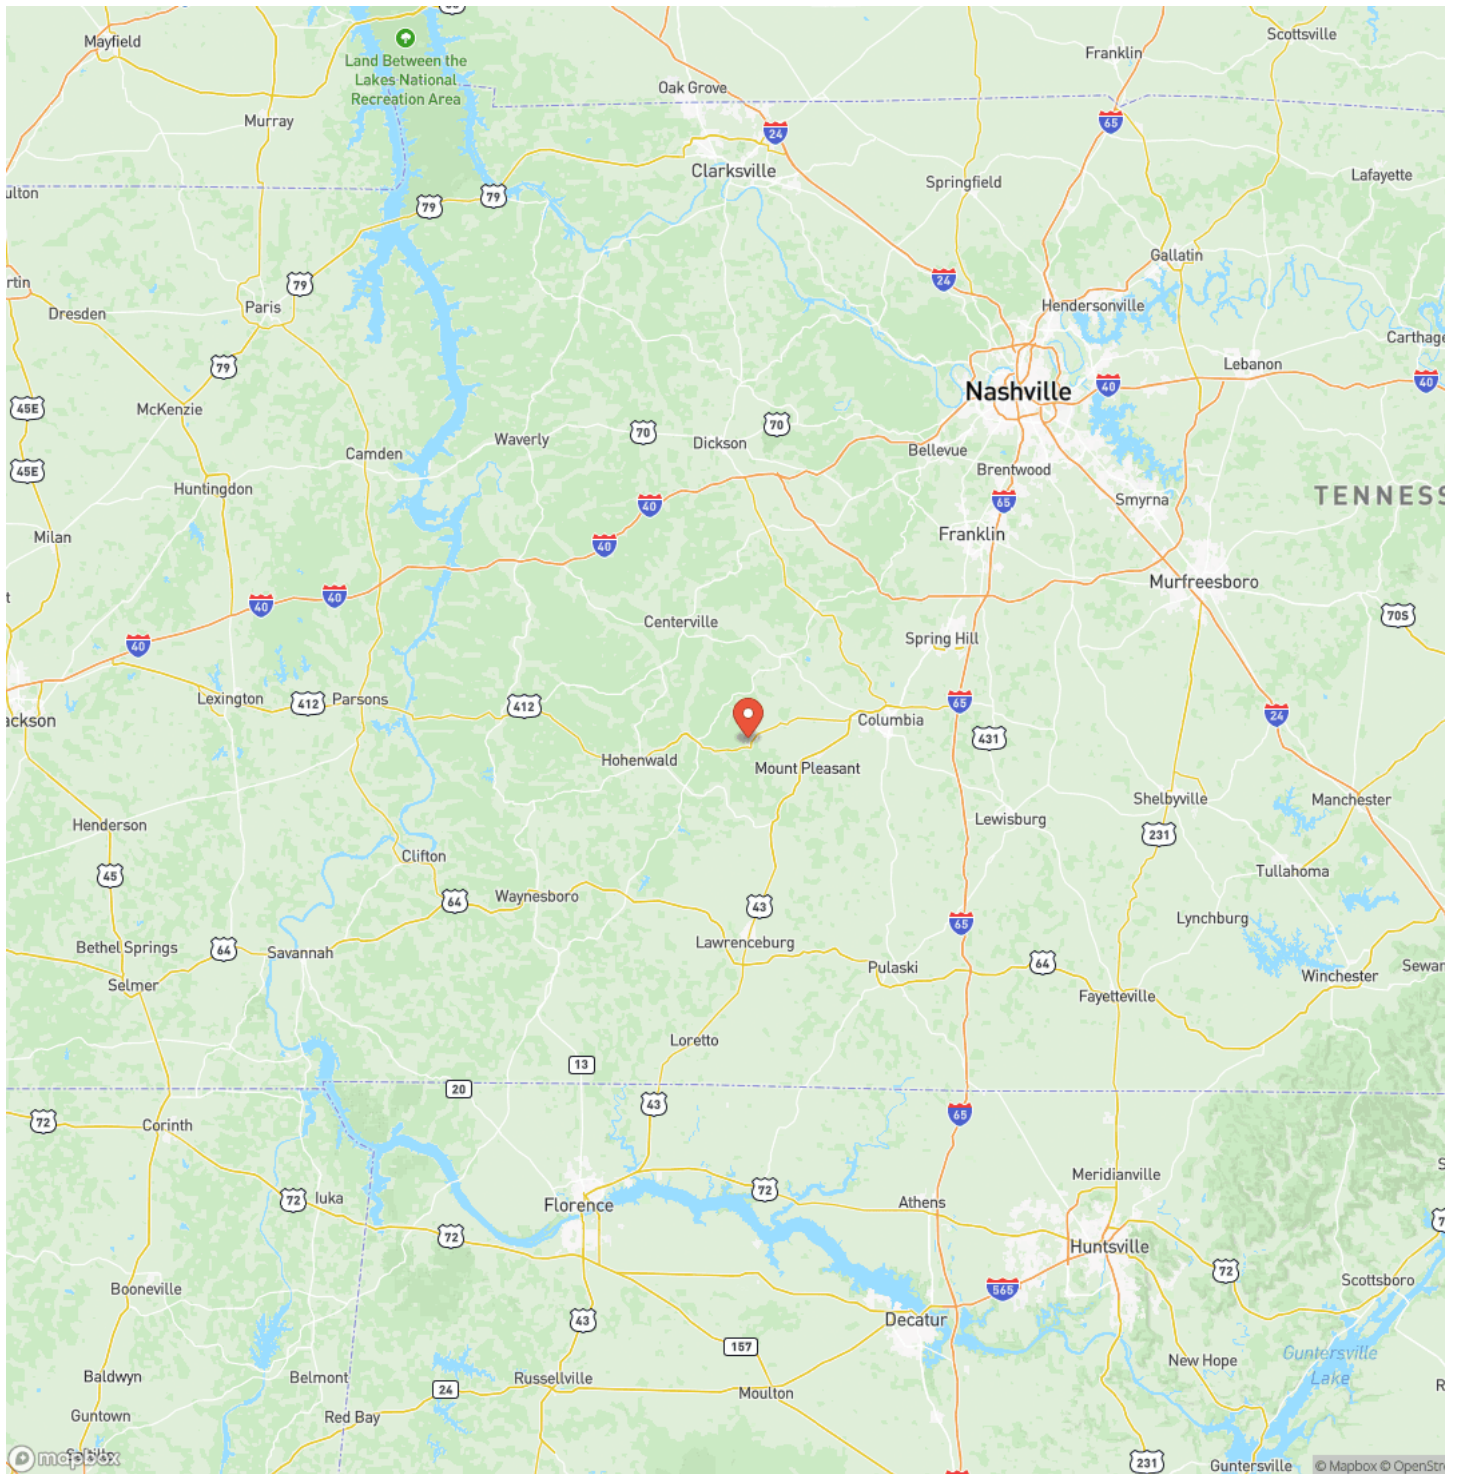 Mayfield
Land Between the
Lakes National
Recreation Area
Franklin
Scottsville
Oak Grove
Murray
24
65
Clarksville
Springfield
Lafayette
ulton
79
79
Gallatin
24
rtin
79
Hendersonville
Paris
Dresden
Carthage
79
Lebanon
40
40
Nashville
45E
McKenzie
70
70
Waverly
Dickson
Bellevue
Camden
45E
Brentwood
Huntingdon
40
65
Smyrna
TENNESS
Milan
Franklin
40
Murfreesboro
40
40
70S
Centerville
Spring Hill
40
Lexington
412
Parsons
412
65
24
ackson
Columbia
431
Hohenwald
Mount Pleasant
Shelbyville
Manchester
Henderson
Lewisburg
231
Clifton
45
Tullahoma
Waynesboro
64
43
Lynchburg
65
Bethel Springs
64
Savannah
Lawrenceburg
64
Pulaski
Sewar
Winchester
Selmer
Fayetteville
Loretto
13
20
43
65
72
Corinth
Meridianville
72
Iuka
72
Athens
Florence
72
Huntsville
72
Booneville
565
Scottsboro
43
Decatur
157
Guntersville
Lake
New Hope
Baldwyn
Belmont
Russellville
24
Moulton
Guntown
Red Bay
mapbox
231
Guntersville
© Mapbox © OpenStre